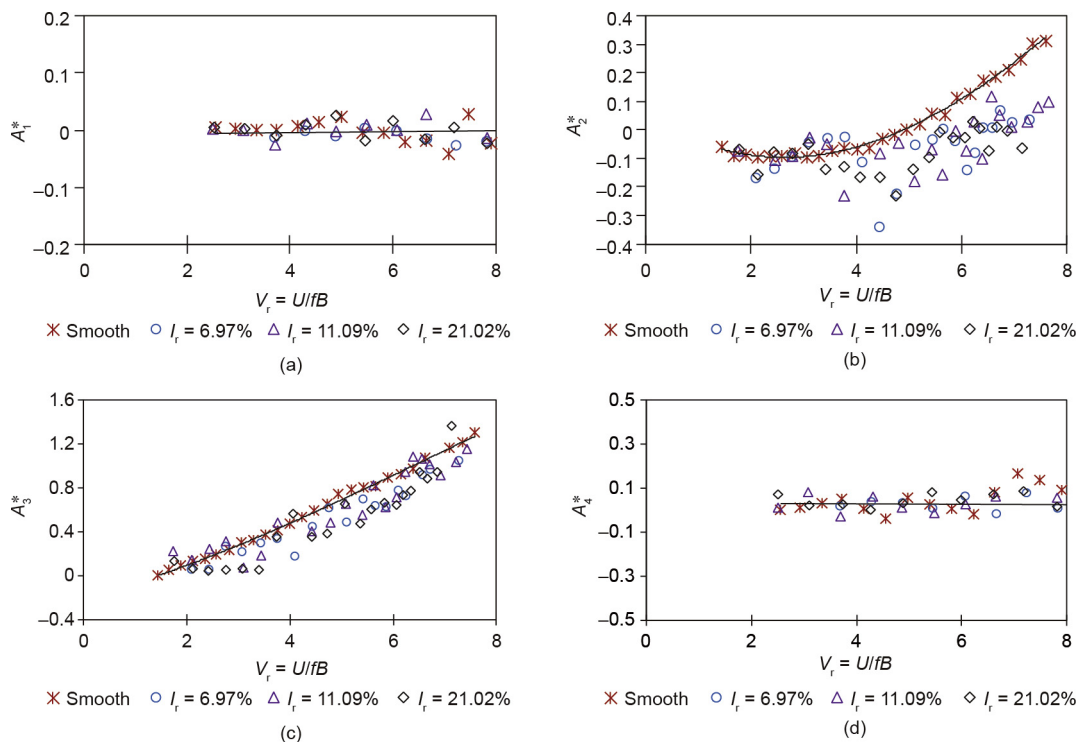 0.2
0.1
0
–0.1
–0.2
A₁*
0 2 4 6 8
Vᵣ = U/fB
Smooth Iᵣ = 6.97% Iᵣ = 11.09% Iᵣ = 21.02%
(a)
0.4
0.3
0.2
0.1
–0.0
–0.1
–0.2
–0.3
–0.4
A₂*
0 2 4 6 8
Vᵣ = U/fB
Smooth Iᵣ = 6.97% Iᵣ = 11.09% Iᵣ = 21.02%
(b)
1.6
1.2
0.8
0.4
0
–0.4
A₃*
0 2 4 6 8
Vᵣ = U/fB
Smooth Iᵣ = 6.97% Iᵣ = 11.09% Iᵣ = 21.02%
(c)
0.5
0.3
0.1
–0.1
–0.3
–0.5
A₄*
0 2 4 6 8
Vᵣ = U/fB
Smooth Iᵣ = 6.97% Iᵣ = 11.09% Iᵣ = 21.02%
(d)